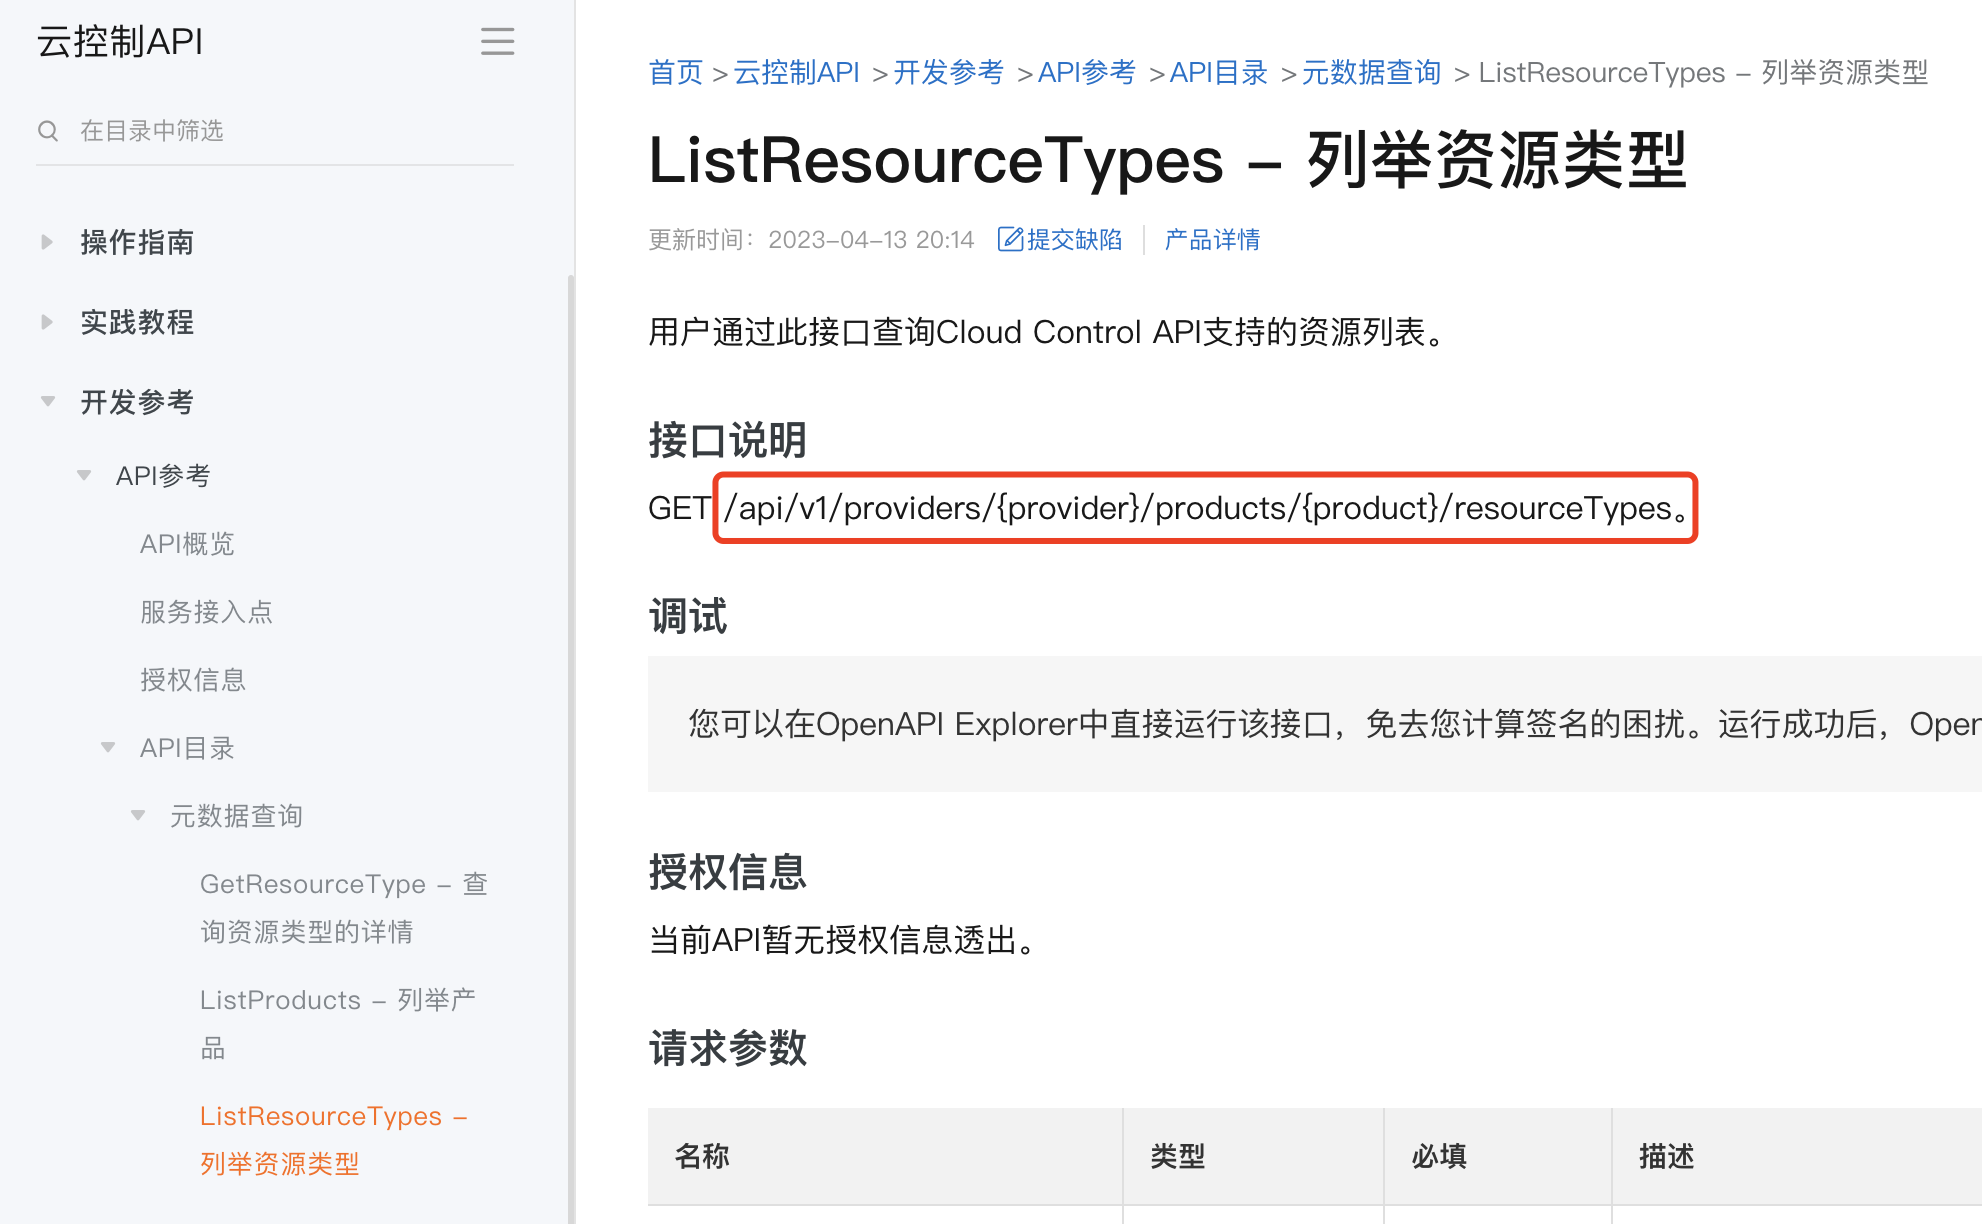 云控制API
在目录中筛选
操作指南
实践教程
开发参考
API参考
API概览
服务接入点
授权信息
API目录
元数据查询
GetResourceType – 查
询资源类型的详情
ListProducts – 列举产
品
ListResourceTypes –
列举资源类型
首页 > 云控制API > 开发参考 > API参考 > API目录 > 元数据查询 > ListResourceTypes – 列举资源类型
ListResourceTypes – 列举资源类型
更新时间：2023–04–13 20:14 提交缺陷 产品详情
用户通过此接口查询Cloud Control API支持的资源列表。
接口说明
GET /api/v1/providers/{provider}/products/{product}/resourceTypes。
调试
您可以在OpenAPI Explorer中直接运行该接口，免去您计算签名的困扰。运行成功后，Open
授权信息
当前API暂无授权信息透出。
请求参数
名称 类型 必填 描述